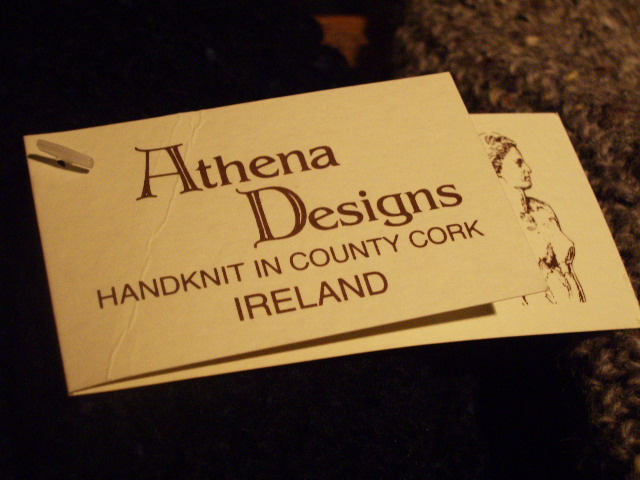 Athena
Designs
HANDKNIT IN COUNTY CORK
IRELAND